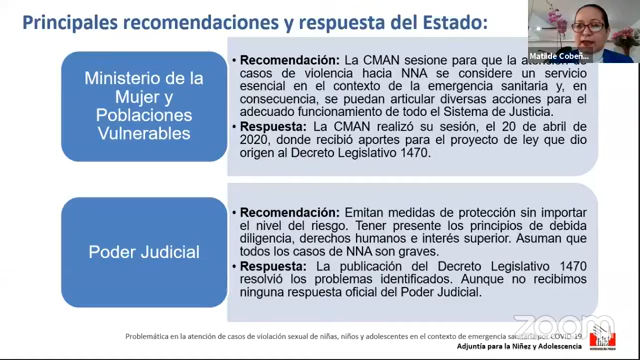 Principales recomendaciones y respuesta del Estado:
Matilde Cobeñ...
Ministerio de la
Mujer y
Poblaciones
Vulnerables
• Recomendación: La CMAN sesione para que la atención de
casos de violencia hacia NNA se considere un servicio
esencial en el contexto de la emergencia sanitaria y, en
consecuencia, se puedan articular diversas acciones para el
adecuado funcionamiento de todo el Sistema de Justicia.
• Respuesta: La CMAN realizó su sesión, el 20 de abril de
2020, donde recibió aportes para el proyecto de ley que dio
origen al Decreto Legislativo 1470.
Poder Judicial
• Recomendación: Emitan medidas de protección sin importar
el nivel del riesgo. Tener presente los principios de debida
diligencia, derechos humanos e interés superior. Asuman que
todos los casos de NNA son graves.
• Respuesta: La publicación del Decreto Legislativo 1470
resolvió los problemas identificados. Aunque no recibimos
ninguna respuesta oficial del Poder Judicial.
zoom
Problemática en la atención de casos de violación sexual de niñas, niños y adolescentes en el contexto de emergencia sanitaria por COVID-19
Adjuntía para la Niñez y Adolescencia